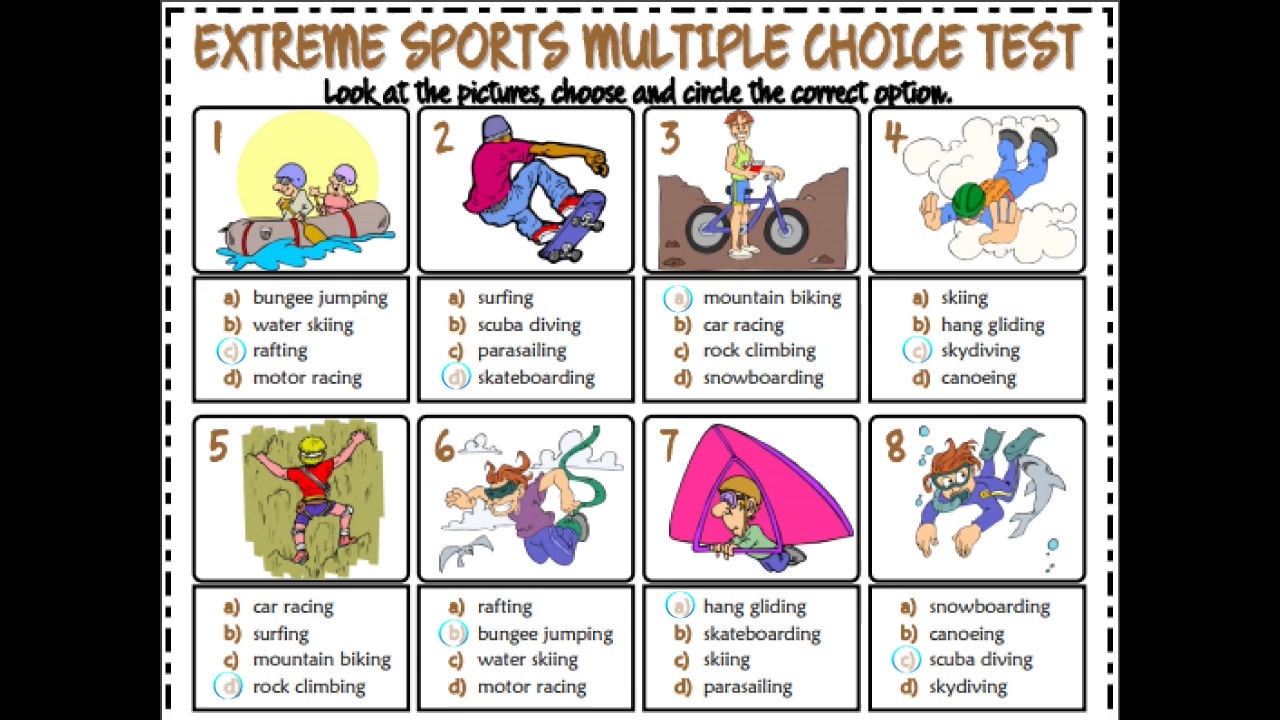 EXTREME SPORTS MULTIPLE CHOICE TEST
Look at the pictures, choose and circle the correct option.
1
2
3
4
a) bungee jumping
b) water skiing
c) rafting
d) motor racing
a) surfing
b) scuba diving
c) parasailing
d) skateboarding
a) mountain biking
b) car racing
c) rock climbing
d) snowboarding
a) skiing
b) hang gliding
c) skydiving
d) canoeing
5
6
7
8
a) car racing
b) surfing
c) mountain biking
d) rock climbing
a) rafting
b) bungee jumping
c) water skiing
d) motor racing
a) hang gliding
b) skateboarding
c) skiing
d) parasailing
a) snowboarding
b) canoeing
c) scuba diving
d) skydiving